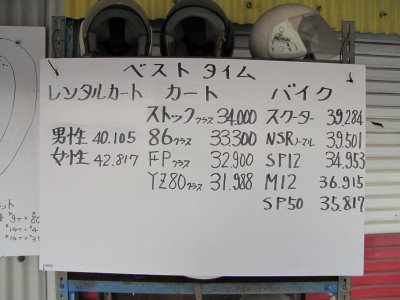 ベストタイム
レンタルカート カート バイク
ストッククラス 34.000 スクーター 39.284
男性 40.105 86クラス 33.300 NSRノーマル 39.501
女性 42.817 FPクラス 32.900 SP12 34.953
YZ80クラス 31.988 M12 36.915
SP50 35.817